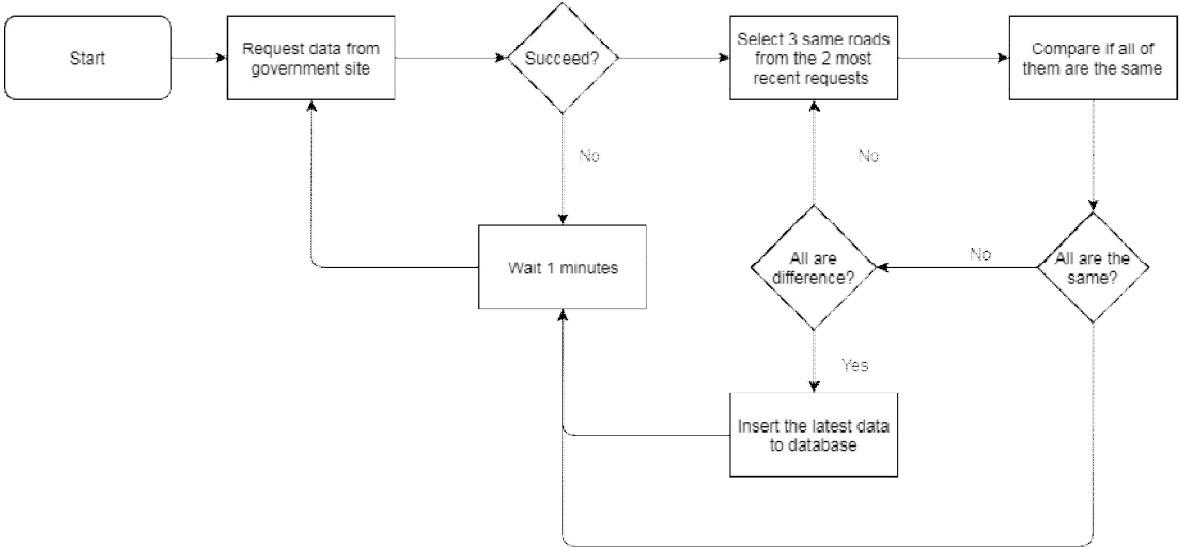 Start
Request data from
government site
Succeed?
Select 3 same roads
from the 2 most
recent requests
Compare if all of
them are the same
No
No
Wait 1 minutes
All are
difference?
No
All are the
same?
Yes
Insert the latest data
to database